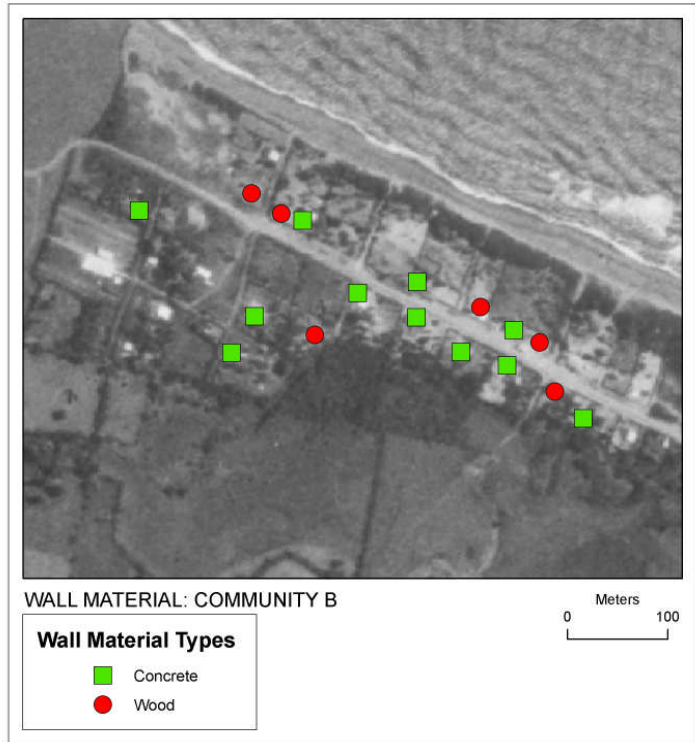 WALL MATERIAL: COMMUNITY B
Meters
0 100
Wall Material Types
Concrete
Wood